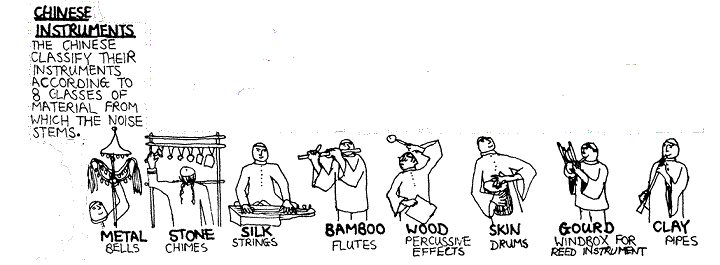 CHINESE
INSTRUMENTS
THE CHINESE
CLASSIFY THEIR
INSTRUMENTS
ACCORDING TO
8 CLASSES OF
MATERIAL FROM
WHICH THE NOISE
STEMS.
METAL
BELLS
STONE
CHIMES
SILK
STRINGS
BAMBOO
FLUTES
WOOD
PERCUSSIVE
EFFECTS
SKIN
DRUMS
GOURD
WINDBOX FOR
REED INSTRUMENT
CLAY
PIPES